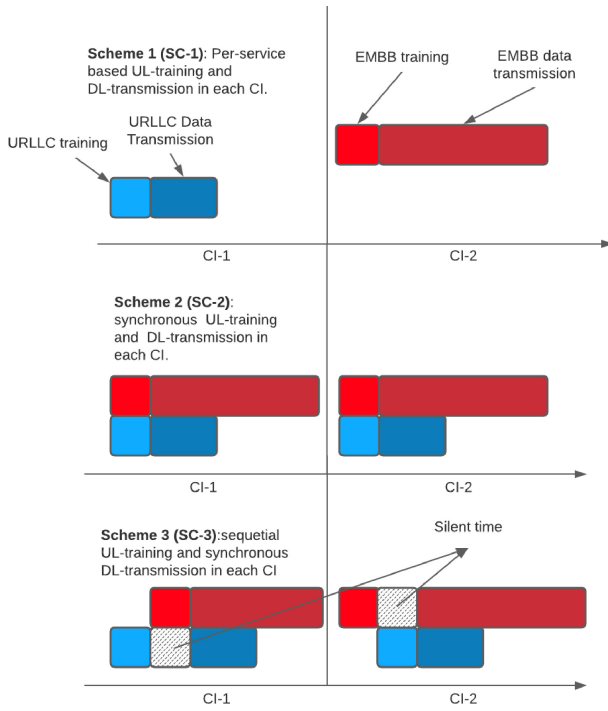 Scheme 1 (SC-1): Per-service
based UL-training and
DL-transmission in each CI.
EMBB training
EMBB data
transmission
URLLC training
URLLC Data
Transmission
CI-1
CI-2
Scheme 2 (SC-2):
synchronous UL-training
and DL-transmission in
each CI.
CI-1
CI-2
Scheme 3 (SC-3):sequetial
UL-training and synchronous
DL-transmission in each CI
Silent time
CI-1
CI-2